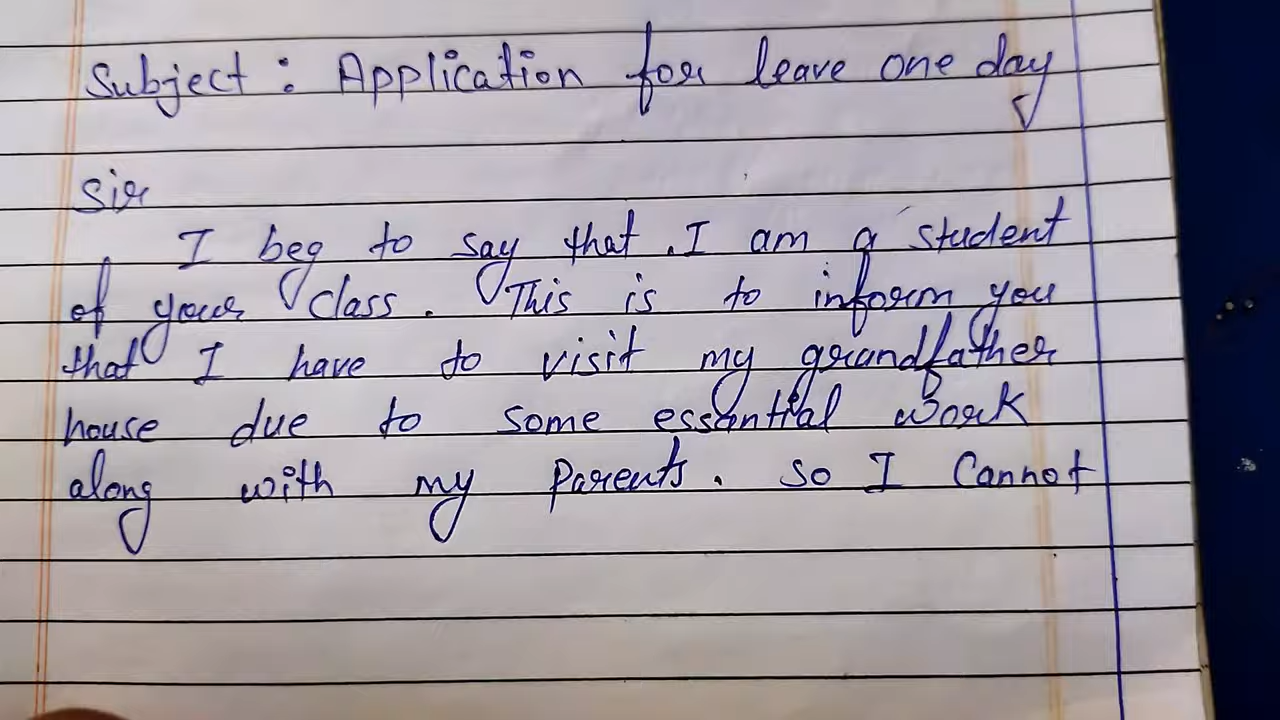 Subject : Application for leave one day
Sir
I beg to say that I am a student
of your class. This is to inform you
that I have to visit my grandfather
house due to some essantial work
along with my Parents. So I Cannot